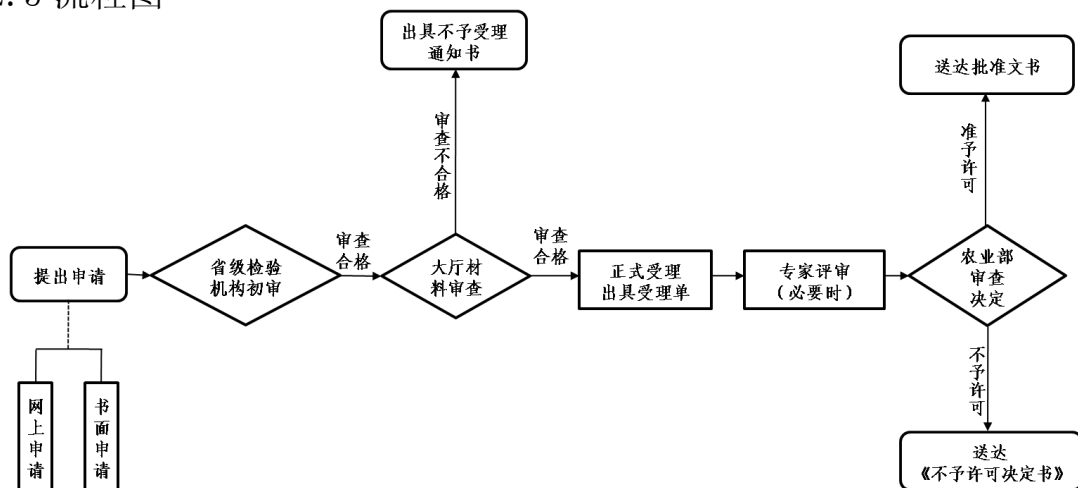 流程图
出具不予受理
通知书
送达批准文书
审查不合格
准予许可
提出申请
省级检验
机构初审
审查
合格
大厅材
料审查
审查
合格
正式受理
出具受理单
专家评审
(必要时)
农业部
审查
决定
不予许可
网上申请
书面申请
送达
《不予许可决定书》